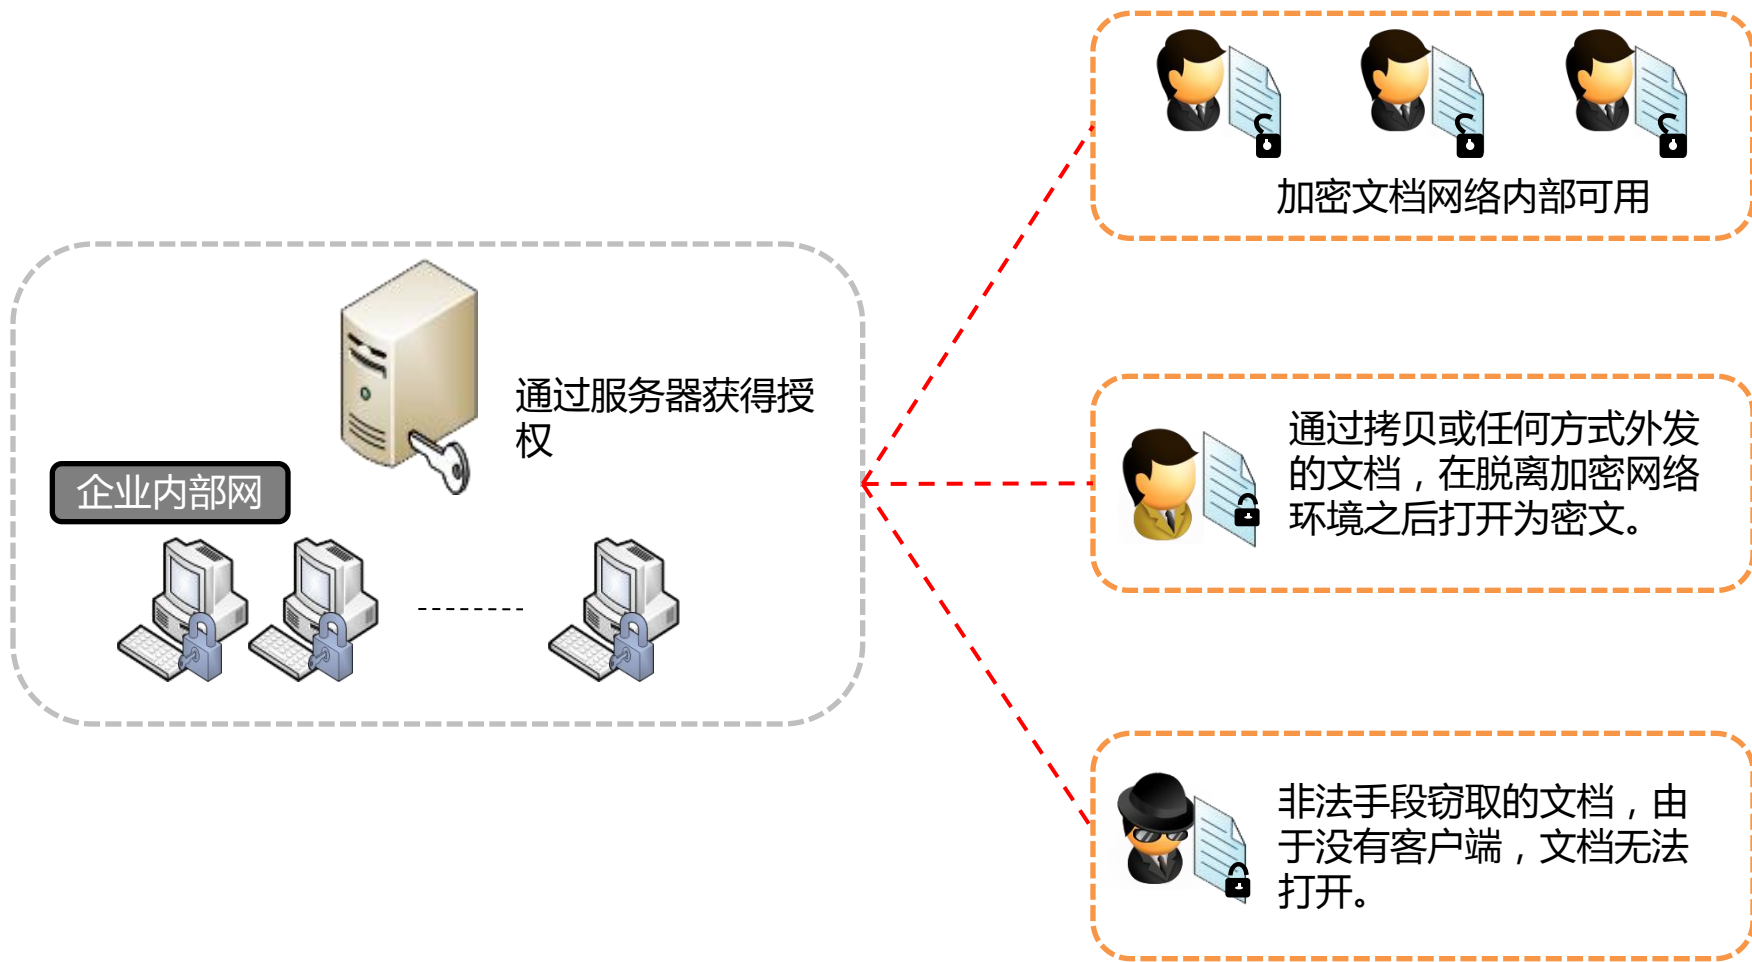 加密文档网络内部可用
通过服务器获得授
权
企业内部网
通过拷贝或任何方式外发
的文档，在脱离加密网络
环境之后打开为密文。
非法手段窃取的文档，由
于没有客户端，文档无法
打开。